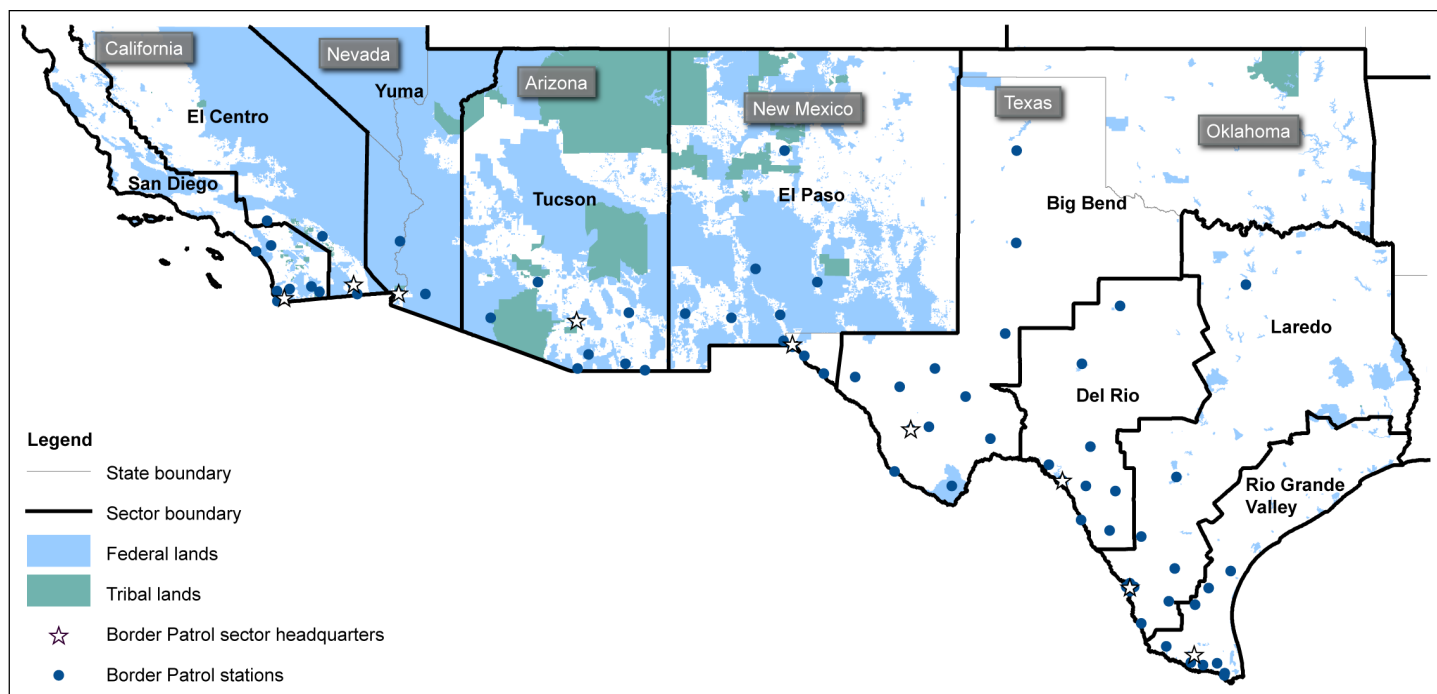 California
Nevada
Arizona
New Mexico
Texas
Oklahoma
Yuma
El Centro
San Diego
Tucson
El Paso
Big Bend
Laredo
Del Rio
Rio Grande
Valley
Legend
State boundary
Sector boundary
Federal lands
Tribal lands
Border Patrol sector headquarters
Border Patrol stations